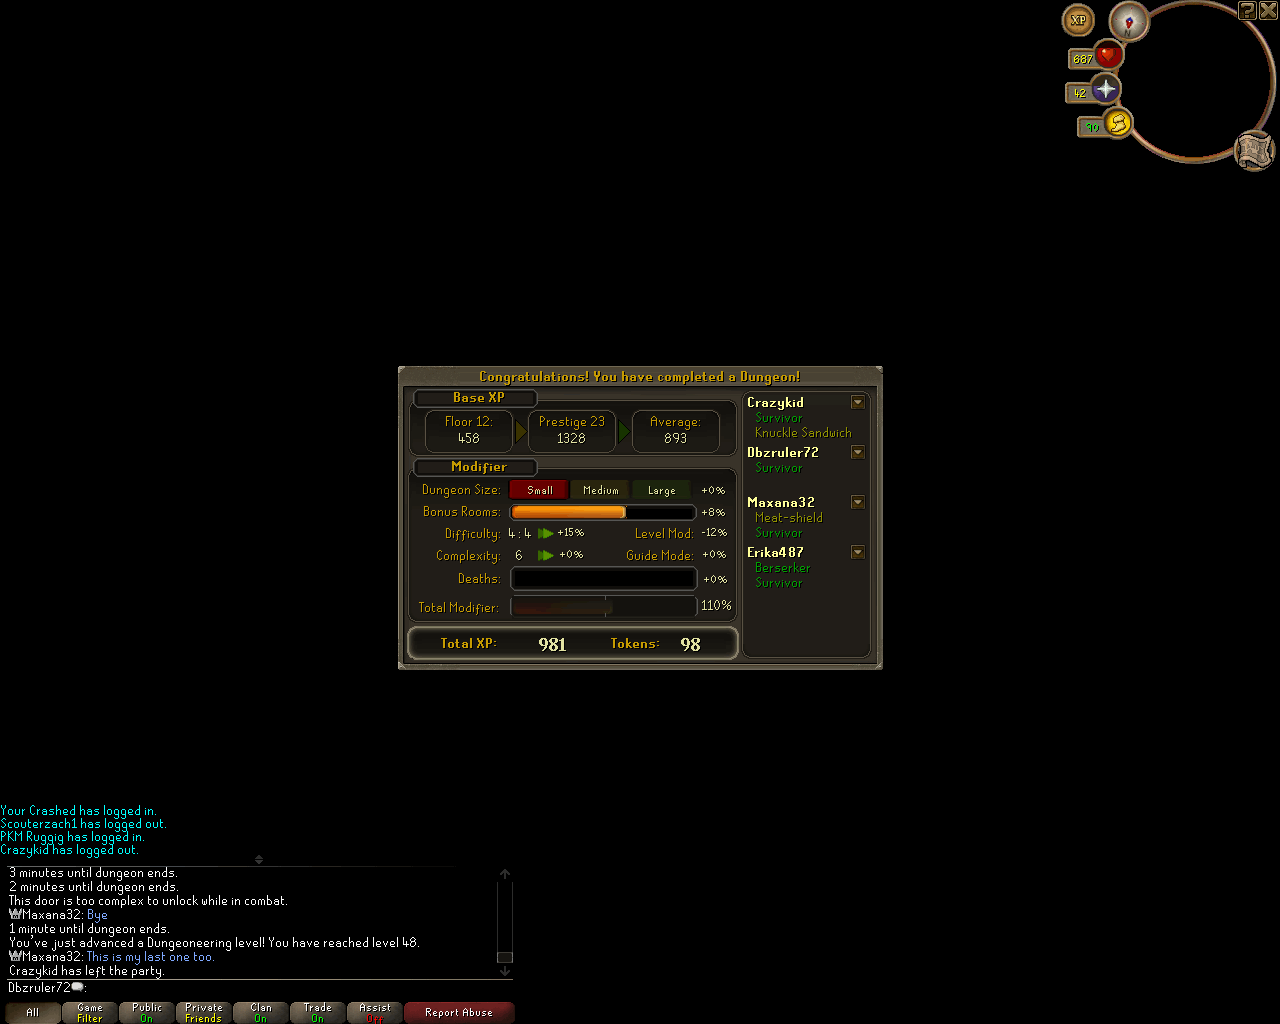 XP
N
687
42
90
Congratulations! You have completed a Dungeon!
Base XP
Floor 12:
458
Prestige 23
1328
Average:
893
Modifier
Dungeon Size: Small Medium Large +0%
Bonus Rooms: +8%
Difficulty: 4 : 4 +15% Level Mod: -12%
Complexity: 6 +0% Guide Mode: +0%
Deaths: +0%
Total Modifier: 110%
Total XP: 981 Tokens: 98
Crazykid
Survivor
Knuckle Sandwich
Dbzruler72
Survivor
Maxana32
Meat-shield
Survivor
Erika487
Berserker
Survivor
Your Crashed has logged in.
Scouterzach1 has logged out.
PKM Ruggig has logged in.
Crazykid has logged out.
3 minutes until dungeon ends.
2 minutes until dungeon ends.
This door is too complex to unlock while in combat.
Maxana32: Bye
1 minute until dungeon ends.
You've just advanced a Dungeoneering level! You have reached level 48.
Maxana32: This is my last one too.
Crazykid has left the party.
Dbzruler72:
All
Game
Filter
Public
On
Private
Friends
Clan
On
Trade
On
Assist
Off
Report Abuse